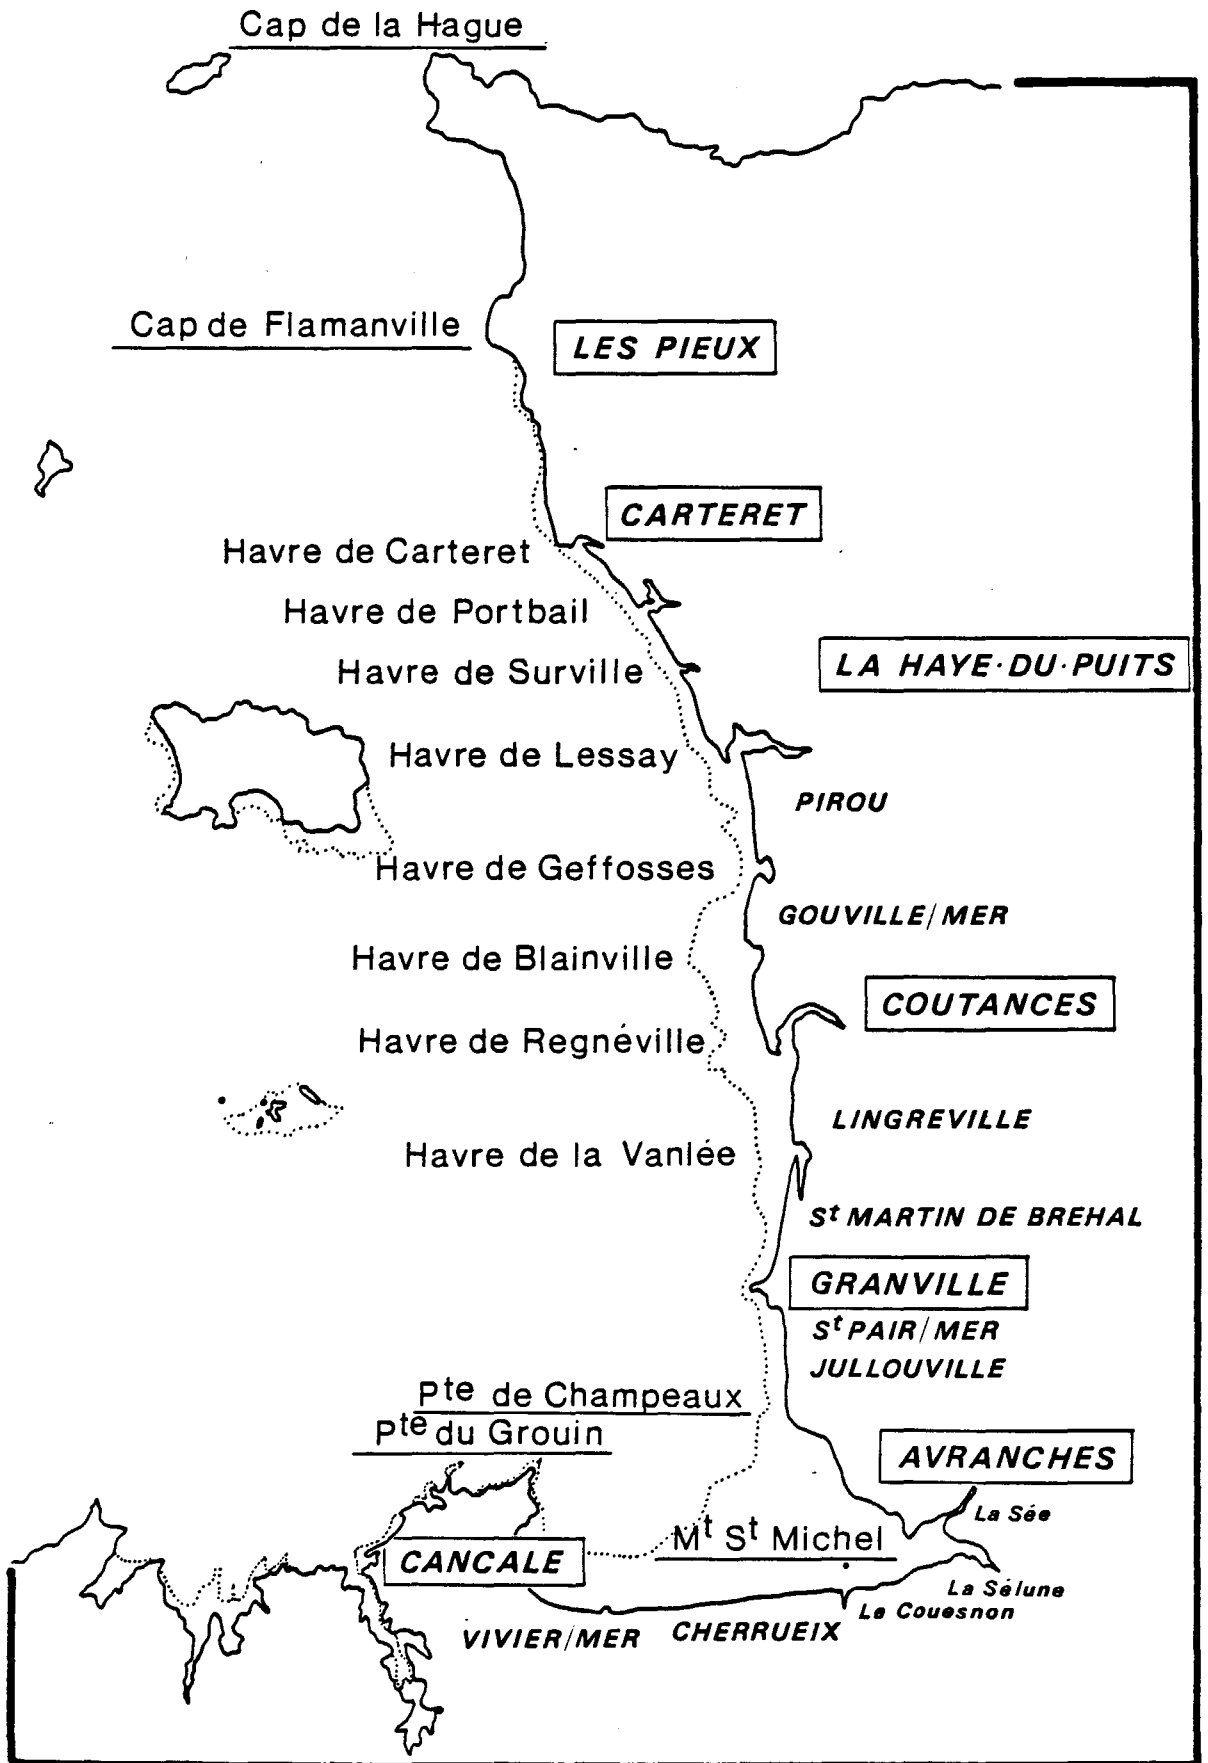 Cap de la Hague
Cap de Flamanville
LES PIEUX
CARTERET
Havre de Carteret
Havre de Portbail
Havre de Surville
LA HAYE·DU·PUITS
Havre de Lessay
PIROU
Havre de Geffosses
GOUVILLE/MER
Havre de Blainville
COUTANCES
Havre de Regnéville
LINGREVILLE
Havre de la Vanlée
St MARTIN DE BREHAL
GRANVILLE
St PAIR/MER
JULLOUVILLE
Pte de Champeaux
Pte du Grouin
AVRANCHES
La Sée
Mt St Michel
CANCALE
La Sélune
Le Couesnon
VIVIER/MER
CHERRUEIX